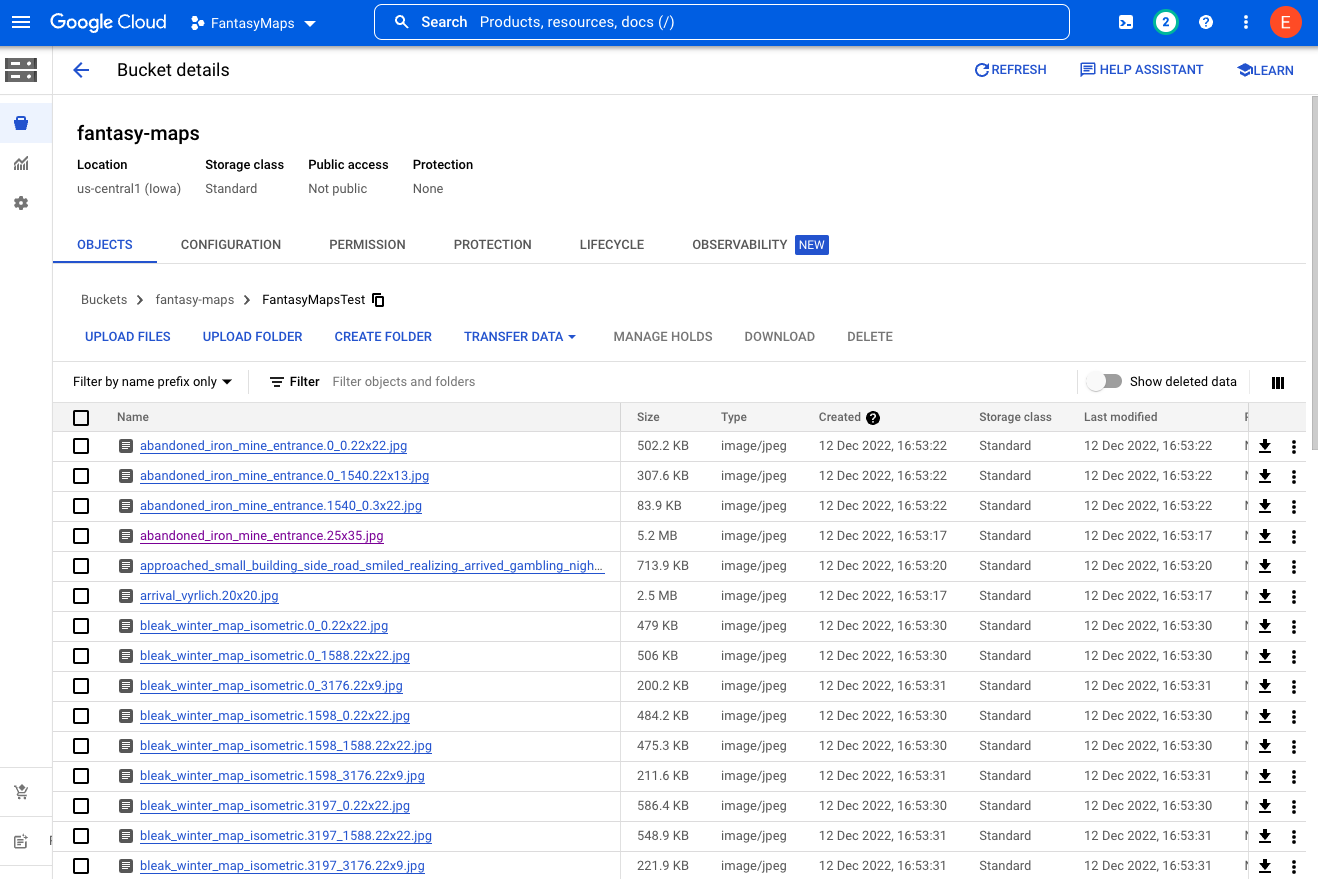 Google Cloud FantasyMaps Search Products, resources, docs (/) 2 E
Bucket details REFRESH HELP ASSISTANT LEARN
fantasy-maps
Location Storage class Public access Protection
us-central1 (Iowa) Standard Not public None
OBJECTS CONFIGURATION PERMISSION PROTECTION LIFECYCLE OBSERVABILITY NEW
Buckets > fantasy-maps > FantasyMapsTest
UPLOAD FILES UPLOAD FOLDER CREATE FOLDER TRANSFER DATA MANAGE HOLDS DOWNLOAD DELETE
Filter by name prefix only Filter Filter objects and folders Show deleted data
Name Size Type Created Storage class Last modified
abandoned_iron_mine_entrance.0_0.22x22.jpg 502.2 KB image/jpeg 12 Dec 2022, 16:53:22 Standard 12 Dec 2022, 16:53:22
abandoned_iron_mine_entrance.0_1540.22x13.jpg 307.6 KB image/jpeg 12 Dec 2022, 16:53:22 Standard 12 Dec 2022, 16:53:22
abandoned_iron_mine_entrance.1540_0.3x22.jpg 83.9 KB image/jpeg 12 Dec 2022, 16:53:22 Standard 12 Dec 2022, 16:53:22
abandoned_iron_mine_entrance.25x35.jpg 5.2 MB image/jpeg 12 Dec 2022, 16:53:17 Standard 12 Dec 2022, 16:53:17
approached_small_building_side_road_smiled_realizing_arrived_gambling_nigh... 713.9 KB image/jpeg 12 Dec 2022, 16:53:20 Standard 12 Dec 2022, 16:53:20
arrival_vyrlich.20x20.jpg 2.5 MB image/jpeg 12 Dec 2022, 16:53:17 Standard 12 Dec 2022, 16:53:17
bleak_winter_map_isometric.0_0.22x22.jpg 479 KB image/jpeg 12 Dec 2022, 16:53:30 Standard 12 Dec 2022, 16:53:30
bleak_winter_map_isometric.0_1588.22x22.jpg 506 KB image/jpeg 12 Dec 2022, 16:53:30 Standard 12 Dec 2022, 16:53:30
bleak_winter_map_isometric.0_3176.22x9.jpg 200.2 KB image/jpeg 12 Dec 2022, 16:53:31 Standard 12 Dec 2022, 16:53:31
bleak_winter_map_isometric.1598_0.22x22.jpg 484.2 KB image/jpeg 12 Dec 2022, 16:53:30 Standard 12 Dec 2022, 16:53:30
bleak_winter_map_isometric.1598_1588.22x22.jpg 475.3 KB image/jpeg 12 Dec 2022, 16:53:30 Standard 12 Dec 2022, 16:53:30
bleak_winter_map_isometric.1598_3176.22x9.jpg 211.6 KB image/jpeg 12 Dec 2022, 16:53:31 Standard 12 Dec 2022, 16:53:31
bleak_winter_map_isometric.3197_0.22x22.jpg 586.4 KB image/jpeg 12 Dec 2022, 16:53:30 Standard 12 Dec 2022, 16:53:30
bleak_winter_map_isometric.3197_1588.22x22.jpg 548.9 KB image/jpeg 12 Dec 2022, 16:53:31 Standard 12 Dec 2022, 16:53:31
bleak_winter_map_isometric.3197_3176.22x9.jpg 221.9 KB image/jpeg 12 Dec 2022, 16:53:31 Standard 12 Dec 2022, 16:53:31